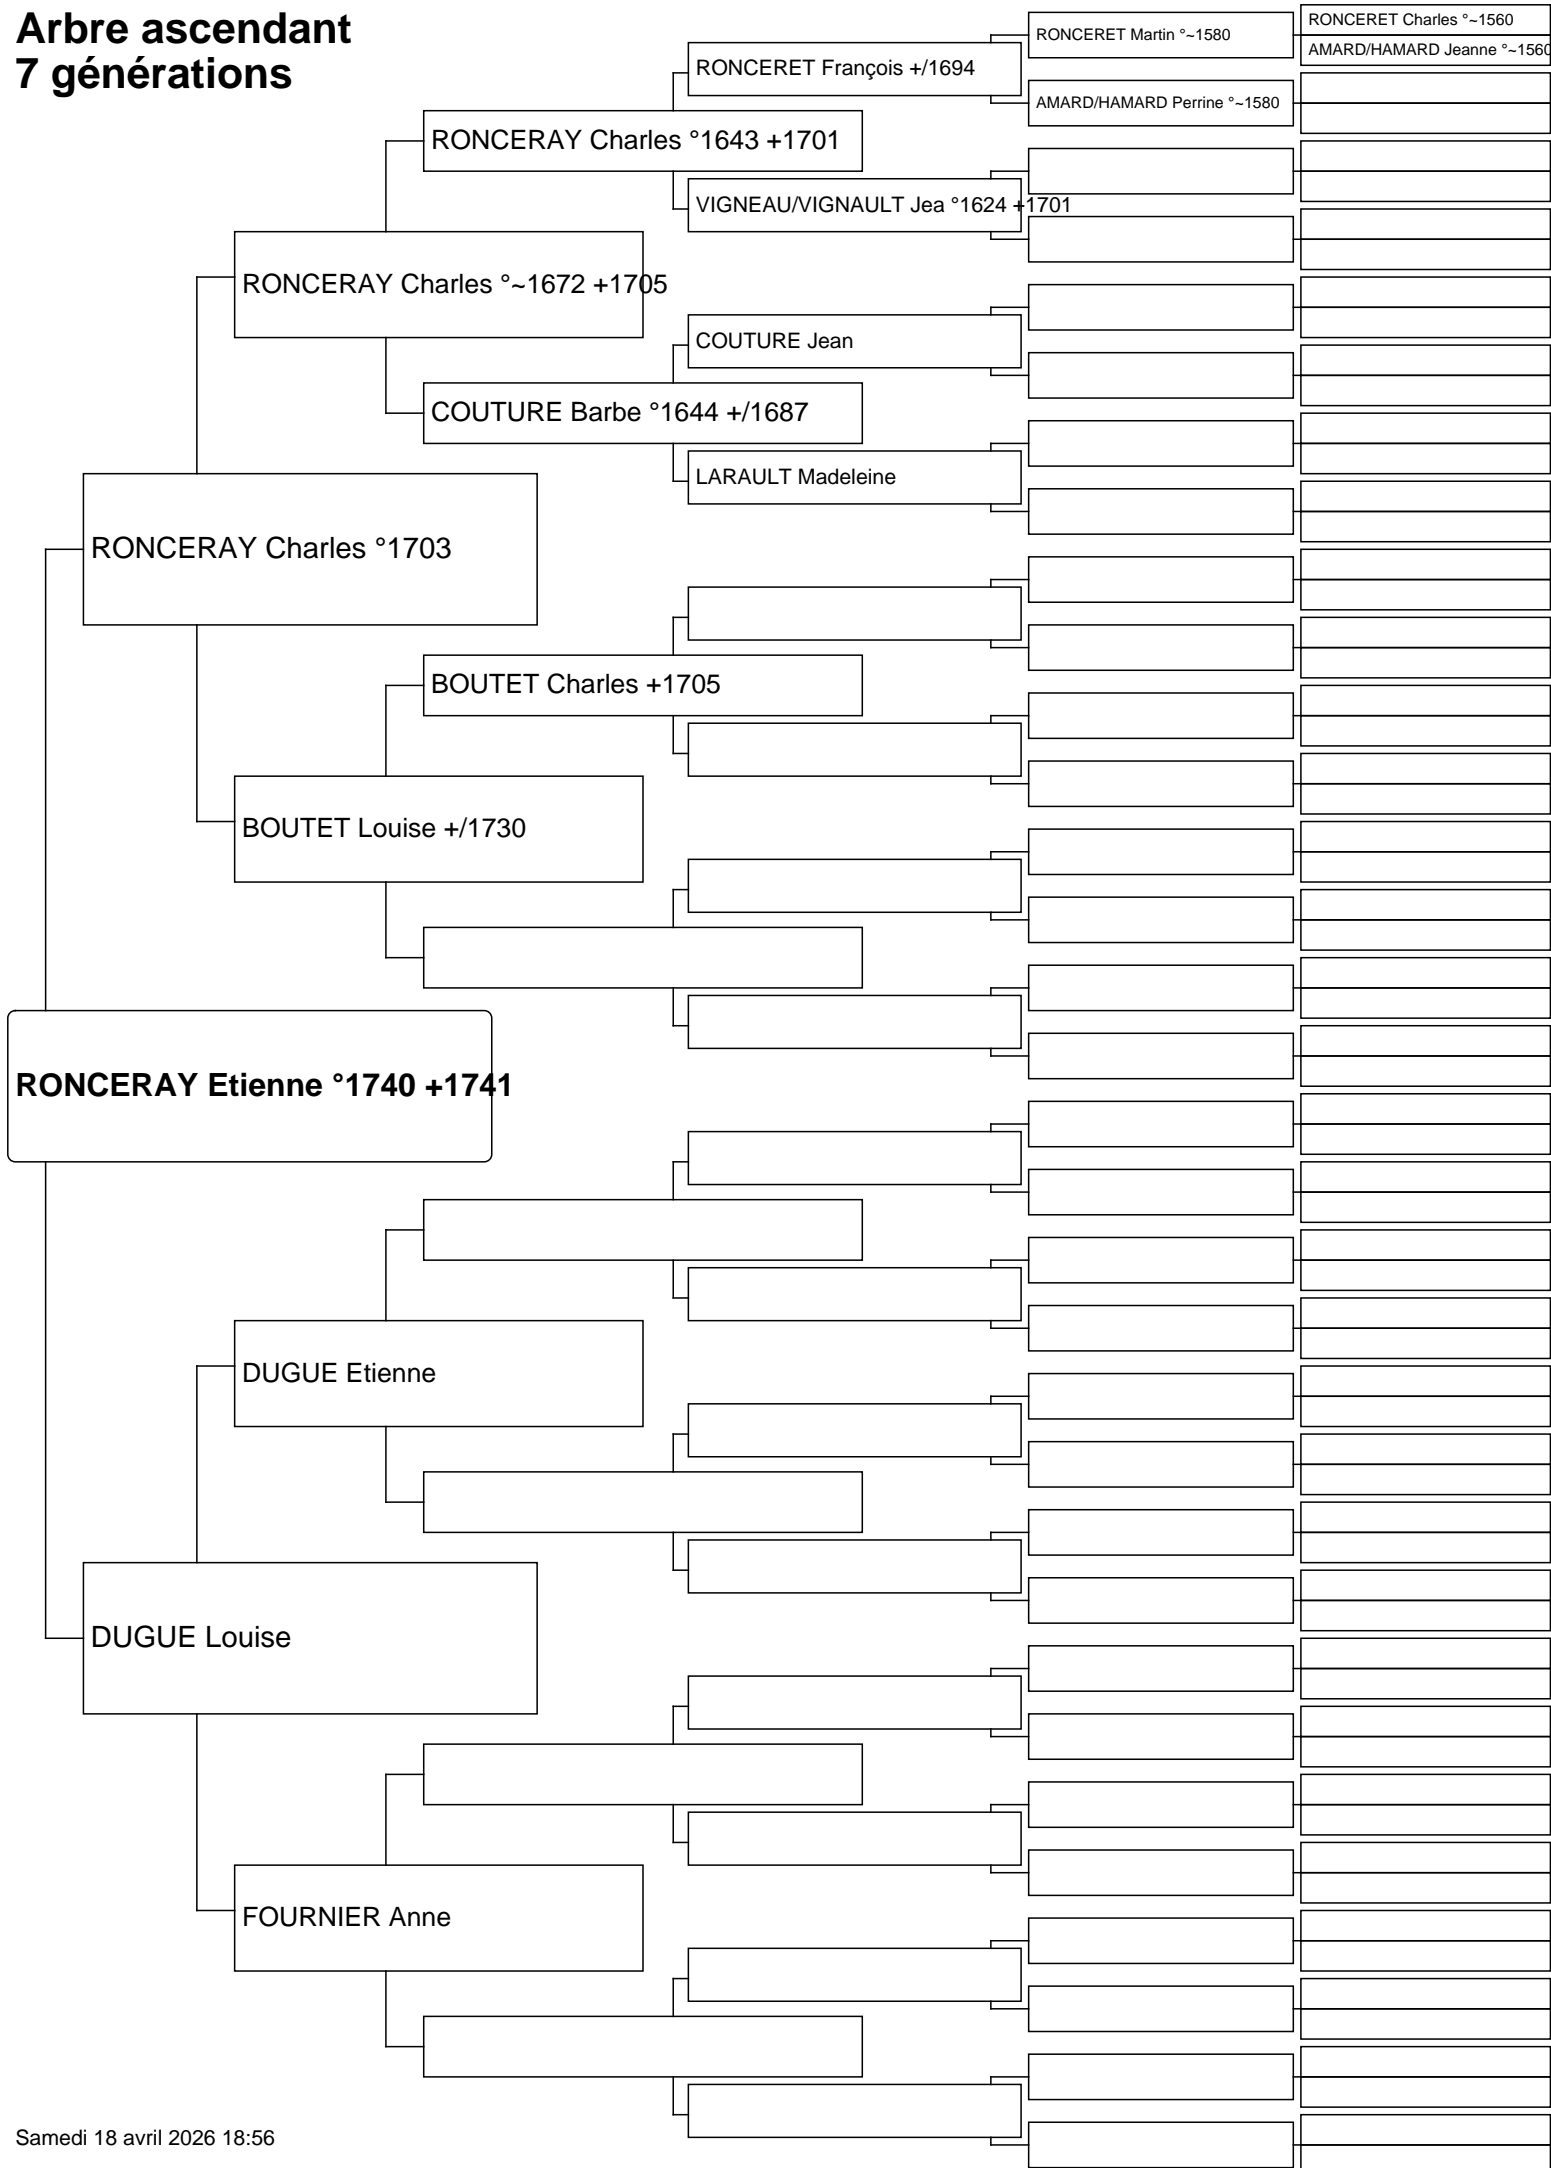 Arbre ascendant
7 générations
RONCERET Martin °~1580
RONCERET Charles °~1560
AMARD/HAMARD Jeanne °~1560
RONCERET François +/1694
AMARD/HAMARD Perrine °~1580
RONCERAY Charles °1643 +1701
VIGNEAU/VIGNAULT Jea °1624 +1701
RONCERAY Charles °~1672 +1705
COUTURE Jean
COUTURE Barbe °1644 +/1687
LARAULT Madeleine
RONCERAY Charles °1703
BOUTET Charles +1705
BOUTET Louise +/1730
RONCERAY Etienne °1740 +1741
DUGUE Etienne
DUGUE Louise
FOURNIER Anne
Samedi 18 avril 2026 18:56